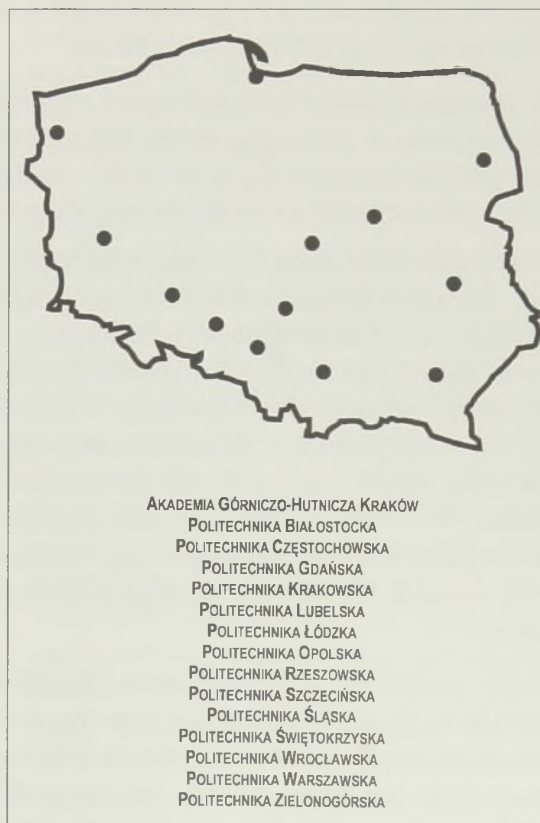 AKADEMIA GÓRNICZO-HUTNICZA KRAKÓW
POLITECHNIKA BIAŁOSTOCKA
POLITECHNIKA CZĘSTOCHOWSKA
POLITECHNIKA GDAŃSKA
POLITECHNIKA KRAKOWSKA
POLITECHNIKA LUBELSKA
POLITECHNIKA ŁÓDZKA
POLITECHNIKA OPOLSKA
POLITECHNIKA RZESZOWSKA
POLITECHNIKA SZCZECIŃSKA
POLITECHNIKA ŚLĄSKA
POLITECHNIKA ŚWIĘTOKRZYSKA
POLITECHNIKA WROCŁAWSKA
POLITECHNIKA WARSZAWSKA
POLITECHNIKA ZIELONOGÓRSKA